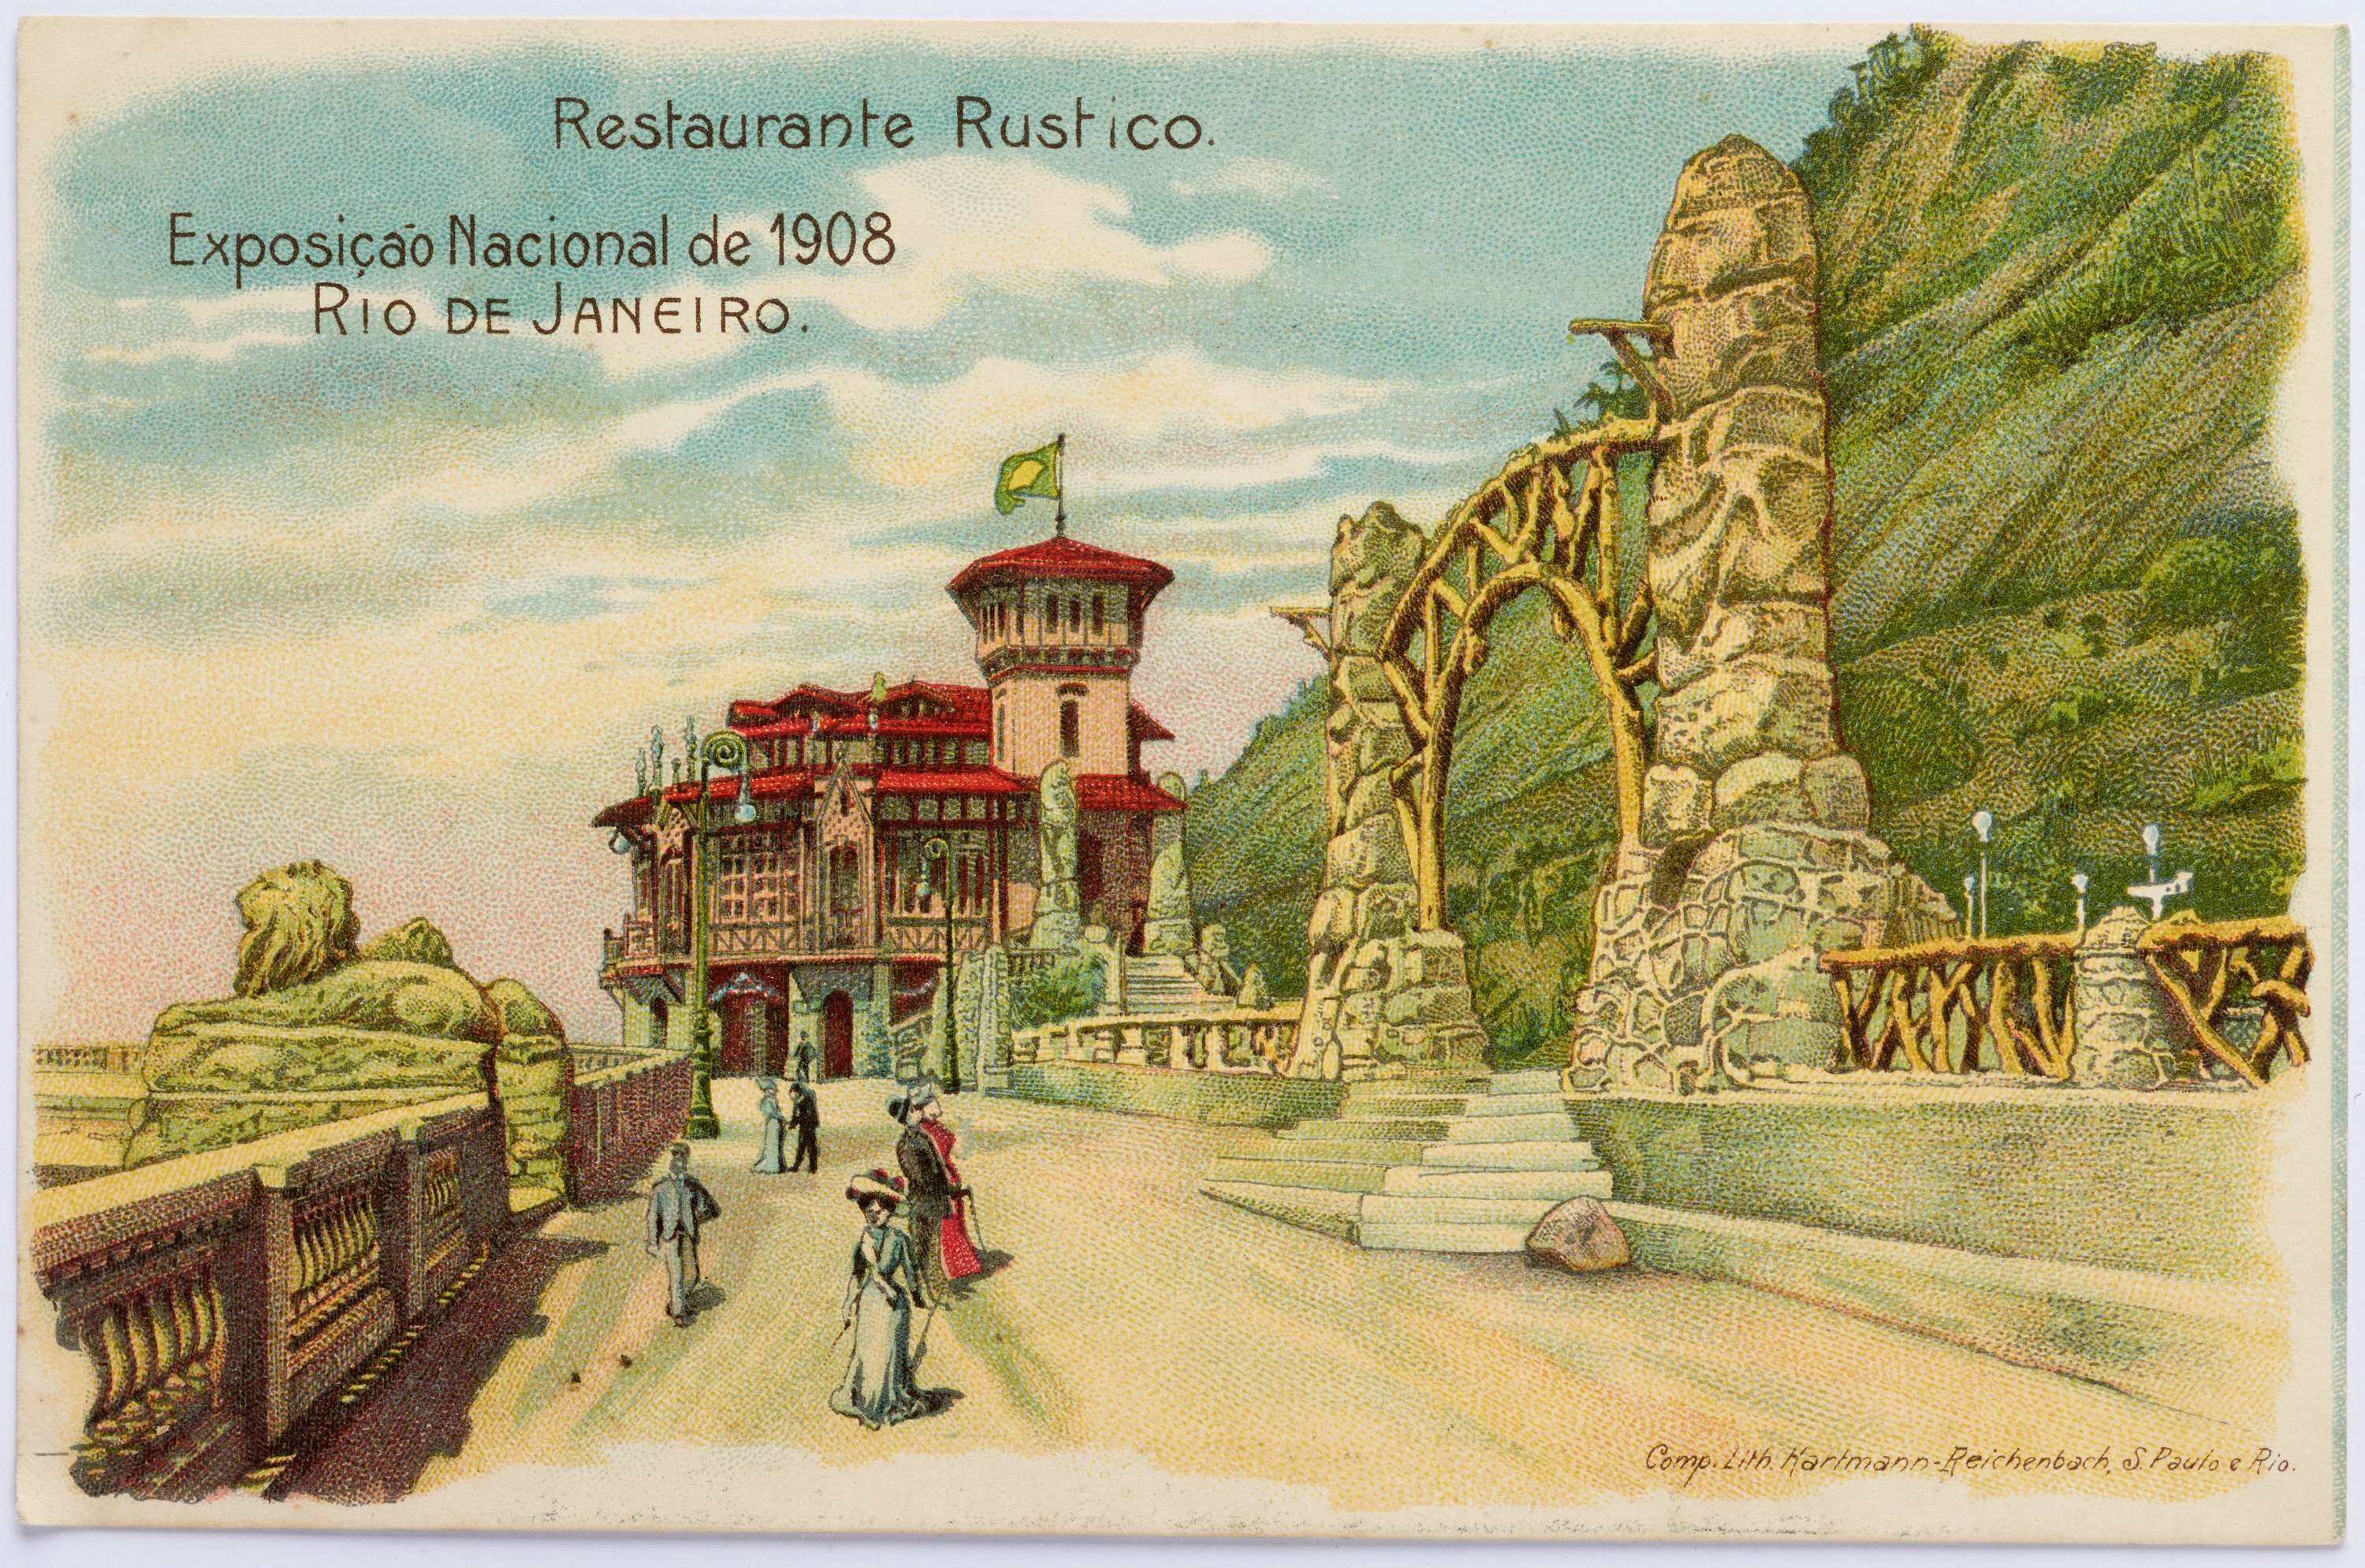 Restaurante Rustico.
Exposição Nacional de 1908
RIO DE JANEIRO.
Comp. Lith. Hartmann-Reichenbach, S. Paulo e Rio.